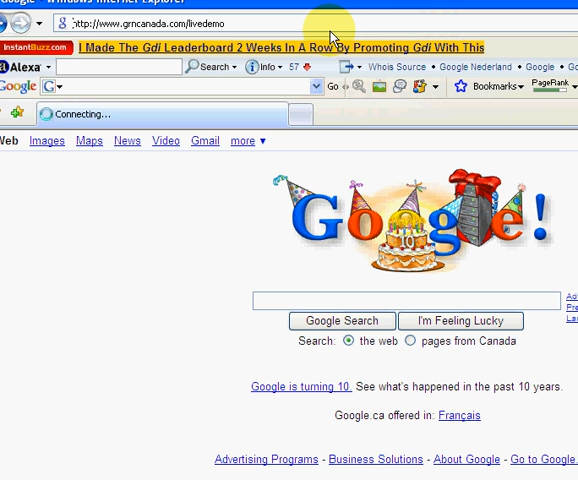 Google - Windows Internet Explorer
http://www.grncanada.com/livedemo
InstantBuzz.com I Made The Gdi Leaderboard 2 Weeks In A Row By Promoting Gdi With This
Alexa Search Info 57 Whois Source Google Nederland Google Go
Google G Go Bookmarks PageRank
Connecting...
Web Images Maps News Video Gmail more ▼
Google!
10
Google Search I'm Feeling Lucky
Search: the web pages from Canada
Google is turning 10. See what's happened in the past 10 years.
Google.ca offered in: Français
Advertising Programs - Business Solutions - About Google - Go to Google